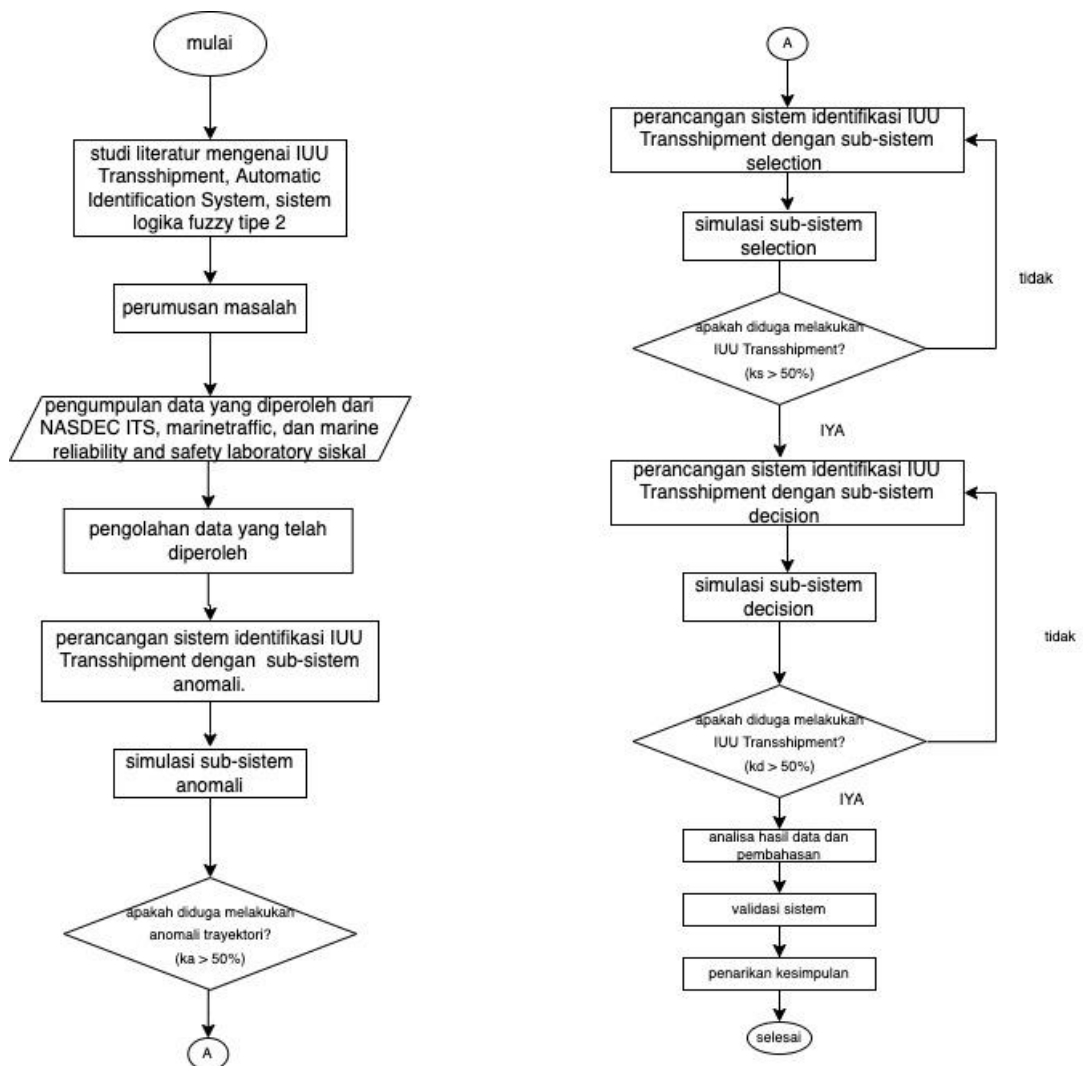 mulai
studi literatur mengenai IUU
Transshipment, Automatic
Identification System, sistem
logika fuzzy tipe 2
perumusan masalah
pengumpulan data yang diperoleh dari
NASDEC ITS, marinetraffic, dan marine
reliability and safety laboratory siskal
pengolahan data yang telah
diperoleh
perancangan sistem identifikasi IUU
Transshipment dengan sub-sistem
anomali.
simulasi sub-sistem
anomali
apakah diduga melakukan
anomali trayektori?
(ka > 50%)
A
A
perancangan sistem identifikasi IUU
Transshipment dengan sub-sistem
selection
simulasi sub-sistem
selection
tidak
apakah diduga melakukan
IUU Transshipment?
(ks > 50%)
IYA
perancangan sistem identifikasi IUU
Transshipment dengan sub-sistem
decision
simulasi sub-sistem
decision
tidak
apakah diduga melakukan
IUU Transshipment?
(kd > 50%)
IYA
analisa hasil data dan
pembahasan
validasi sistem
penarikan kesimpulan
selesai